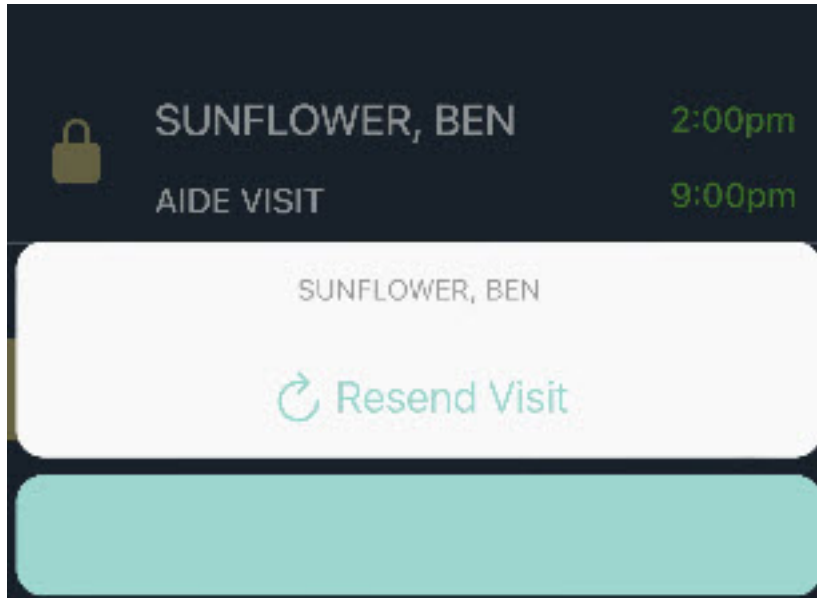 SUNFLOWER, BEN
2:00pm
AIDE VISIT
9:00pm
SUNFLOWER, BEN
Resend Visit